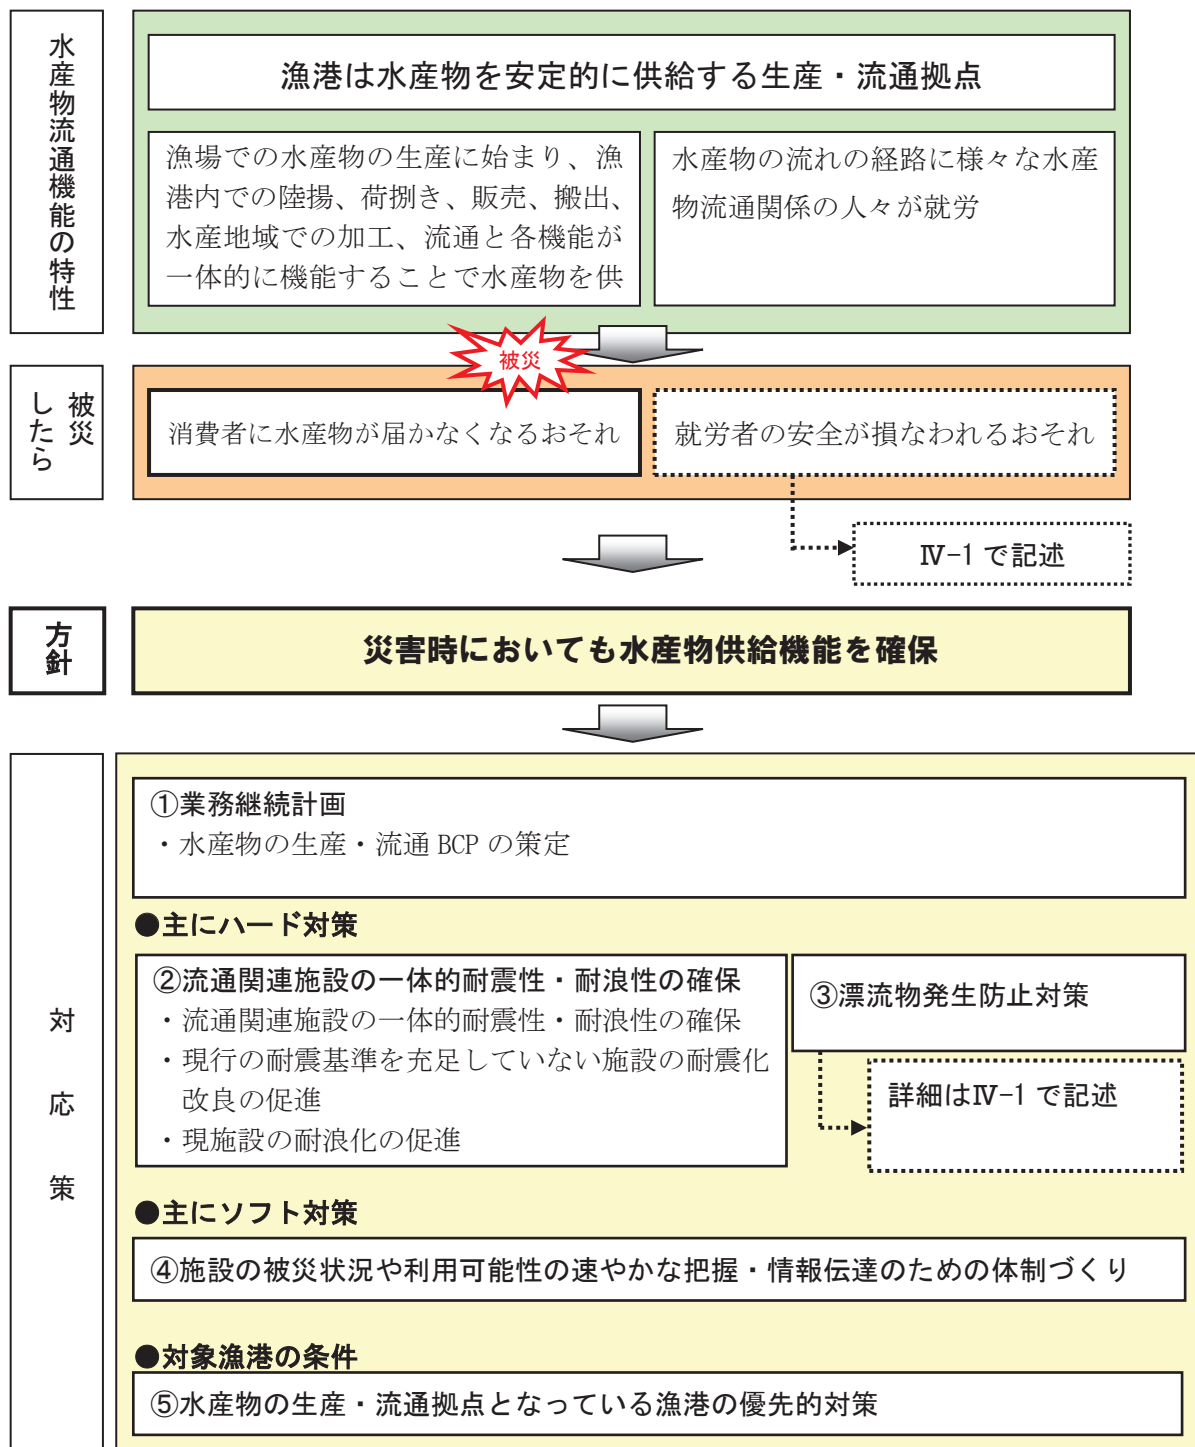 水産物流通機能の特性
漁港は水産物を安定的に供給する生産・流通拠点
漁場での水産物の生産に始まり、漁
港内での陸揚、荷捌き、販売、搬出、
水産地域での加工、流通と各機能が
一体的に機能することで水産物を供
水産物の流れの経路に様々な水産
物流通関係の人々が就労
被災
被災
したら
消費者に水産物が届かなくなるおそれ
就労者の安全が損なわれるおそれ
Ⅳ-1 で記述
方針
災害時においても水産物供給機能を確保
対応策
①業務継続計画
・水産物の生産・流通 BCP の策定
●主にハード対策
②流通関連施設の一体的耐震性・耐浪性の確保
・流通関連施設の一体的耐震性・耐浪性の確保
・現行の耐震基準を充足していない施設の耐震化
改良の促進
・現施設の耐浪化の促進
③漂流物発生防止対策
詳細はⅣ-1 で記述
●主にソフト対策
④施設の被災状況や利用可能性の速やかな把握・情報伝達のための体制づくり
●対象漁港の条件
⑤水産物の生産・流通拠点となっている漁港の優先的対策